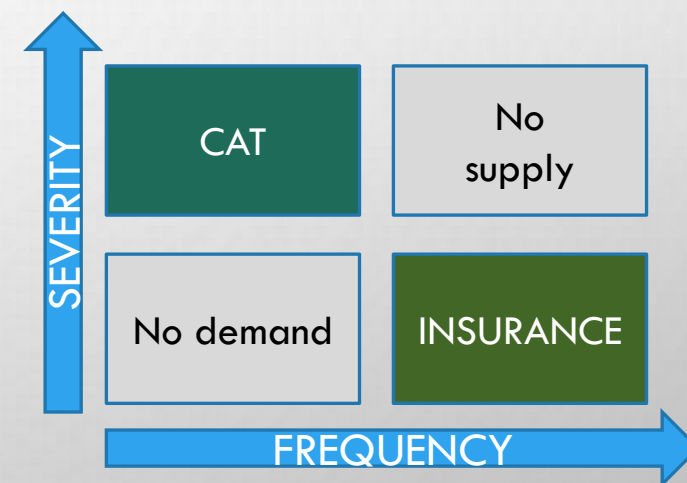 SEVERITY
CAT
No
supply
No demand
INSURANCE
FREQUENCY